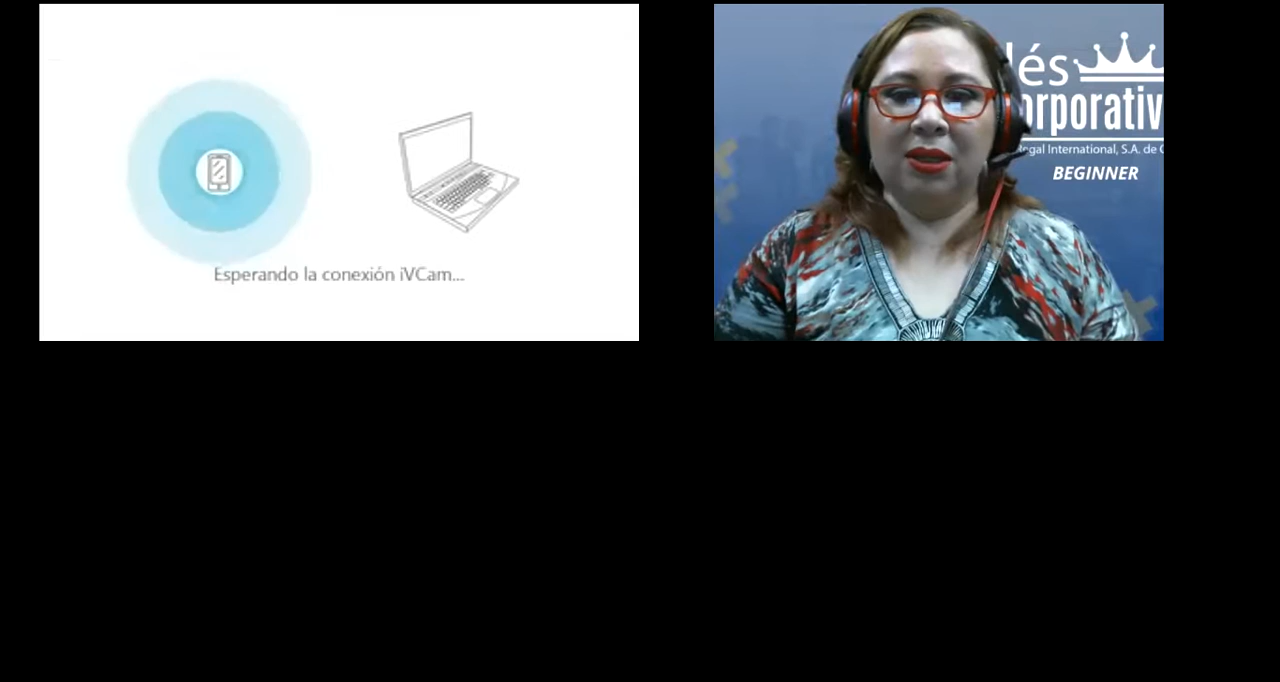 Esperando la conexión iVCam...
lés
orporativ
egal International, S.A. de C
BEGINNER